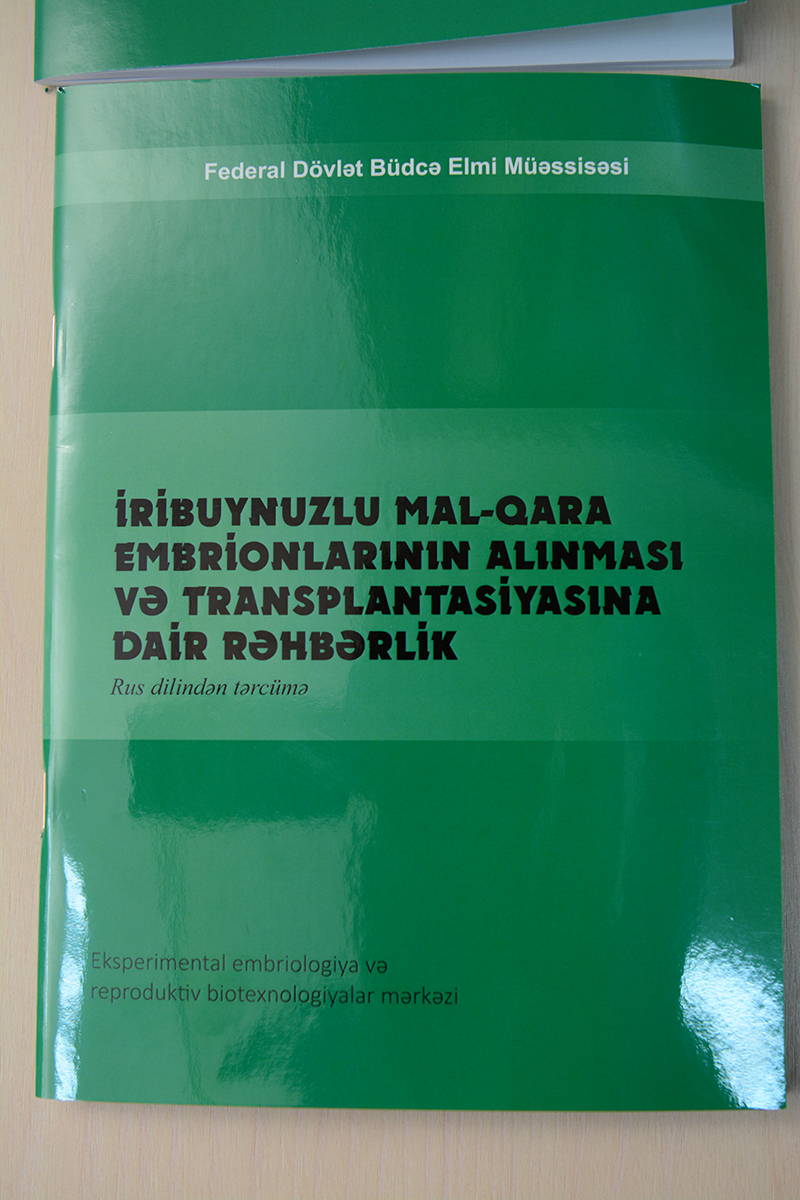 Federal Dövlət Büdcə Elmi Müəssisəsi
İRİBUYNUZLU MAL-QARA
EMBRİONLARININ ALINMASI
VƏ TRANSPLANTASİYASINA
DAİR RƏHBƏRLİK
Rus dilindən tərcümə
Eksperimental embriologiya və
reproduktiv biotexnologiyalar mərkəzi